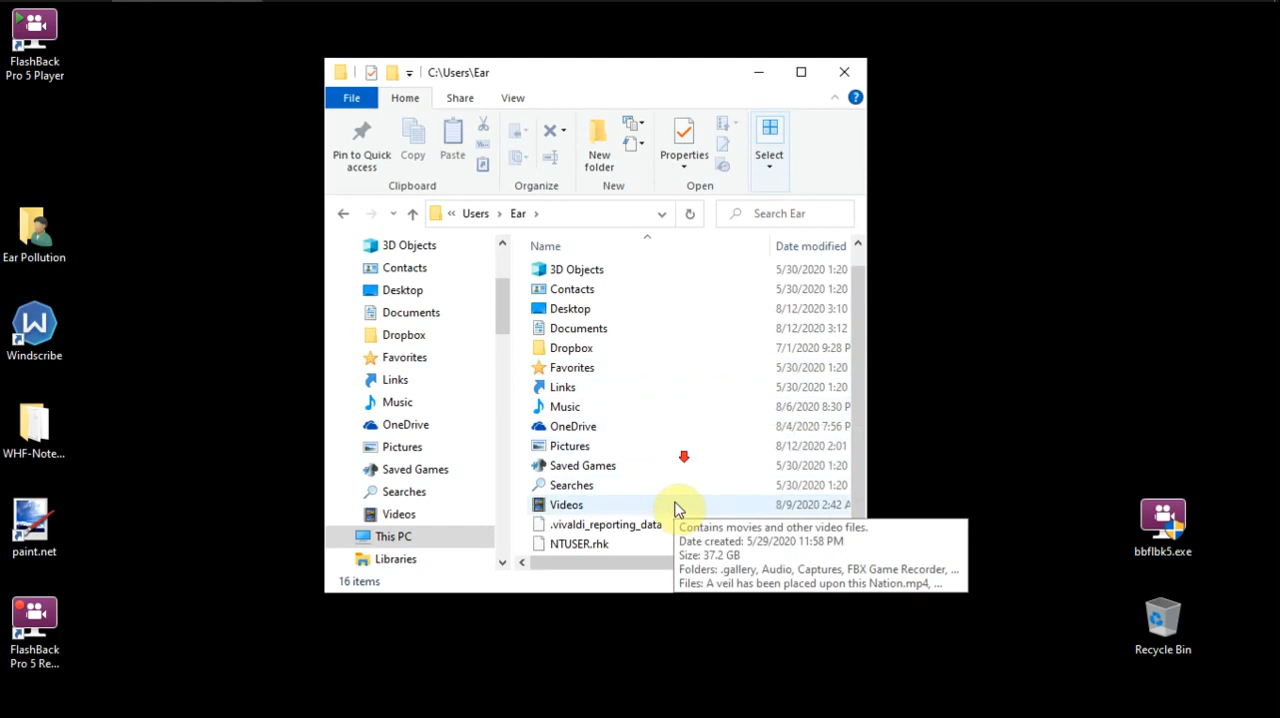 FlashBack
Pro 5 Player
Ear Pollution
Windscribe
WHF-Note...
paint.net
FlashBack
Pro 5 Re...
C:\Users\Ear
File Home Share View
Pin to Quick
access
Copy
Paste
Clipboard
Organize
New
folder
New
Properties
Open
Select
« Users › Ear ›
Search Ear
3D Objects
Contacts
Desktop
Documents
Dropbox
Favorites
Links
Music
OneDrive
Pictures
Saved Games
Searches
Videos
This PC
Libraries
Name Date modified
3D Objects 5/30/2020 1:20
Contacts 5/30/2020 1:20
Desktop 8/12/2020 3:10
Documents 8/12/2020 3:12
Dropbox 7/1/2020 9:28 P
Favorites 5/30/2020 1:20
Links 5/30/2020 1:20
Music 8/6/2020 8:30 P
OneDrive 8/4/2020 7:56 P
Pictures 8/12/2020 2:01
Saved Games 5/30/2020 1:20
Searches 5/30/2020 1:20
Videos 8/9/2020 2:42 A
.vivaldi_reporting_data
NTUSER.rhk
Contains movies and other video files.
Date created: 5/29/2020 11:58 PM
Size: 37.2 GB
Folders: .gallery, Audio, Captures, FBX Game Recorder, ...
Files: A veil has been placed upon this Nation.mp4, ...
16 items
bbflbk5.exe
Recycle Bin